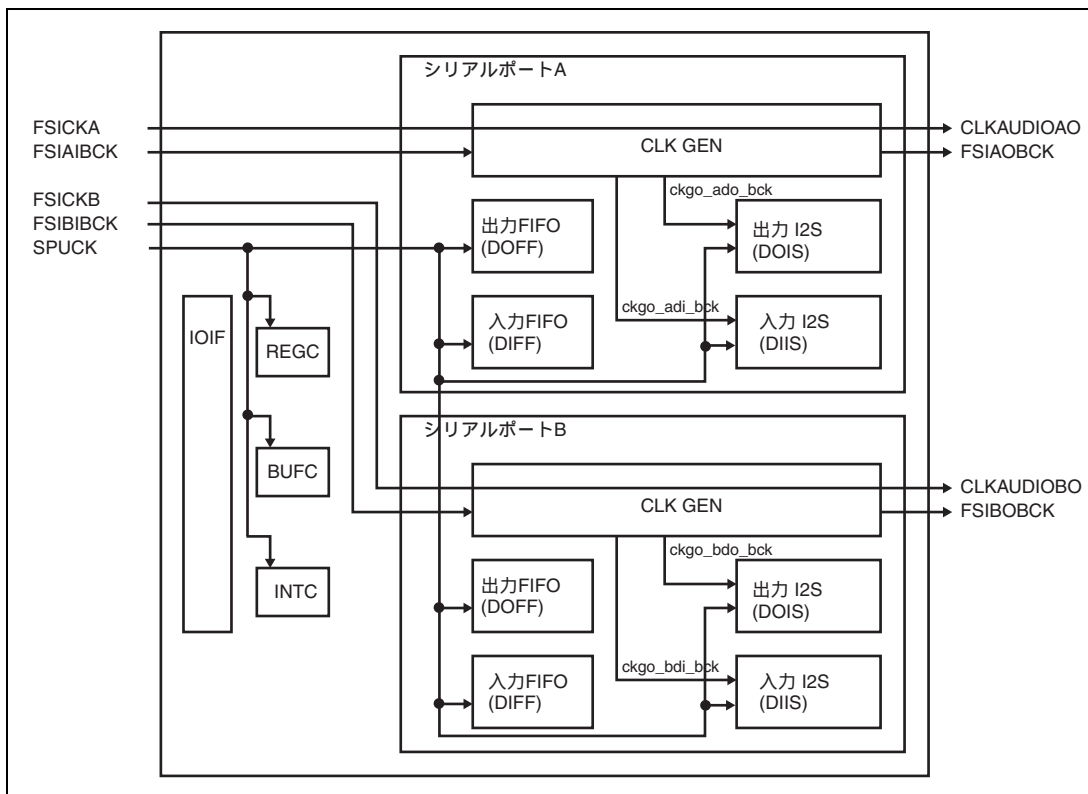 シリアルポートA
FSICKA
FSIAIBCK
CLK GEN
CLKAUDIOAO
FSIAOBCK
ckgo_ado_bck
FSICKB
FSIBIBCK
SPUCK
出力FIFO
(DOFF)
出力 I2S
(DOIS)
ckgo_adi_bck
入力FIFO
(DIFF)
入力 I2S
(DIIS)
IOIF
REGC
BUFC
INTC
シリアルポートB
CLK GEN
CLKAUDIOBO
FSIBOBCK
ckgo_bdo_bck
出力FIFO
(DOFF)
出力 I2S
(DOIS)
ckgo_bdi_bck
入力FIFO
(DIFF)
入力 I2S
(DIIS)